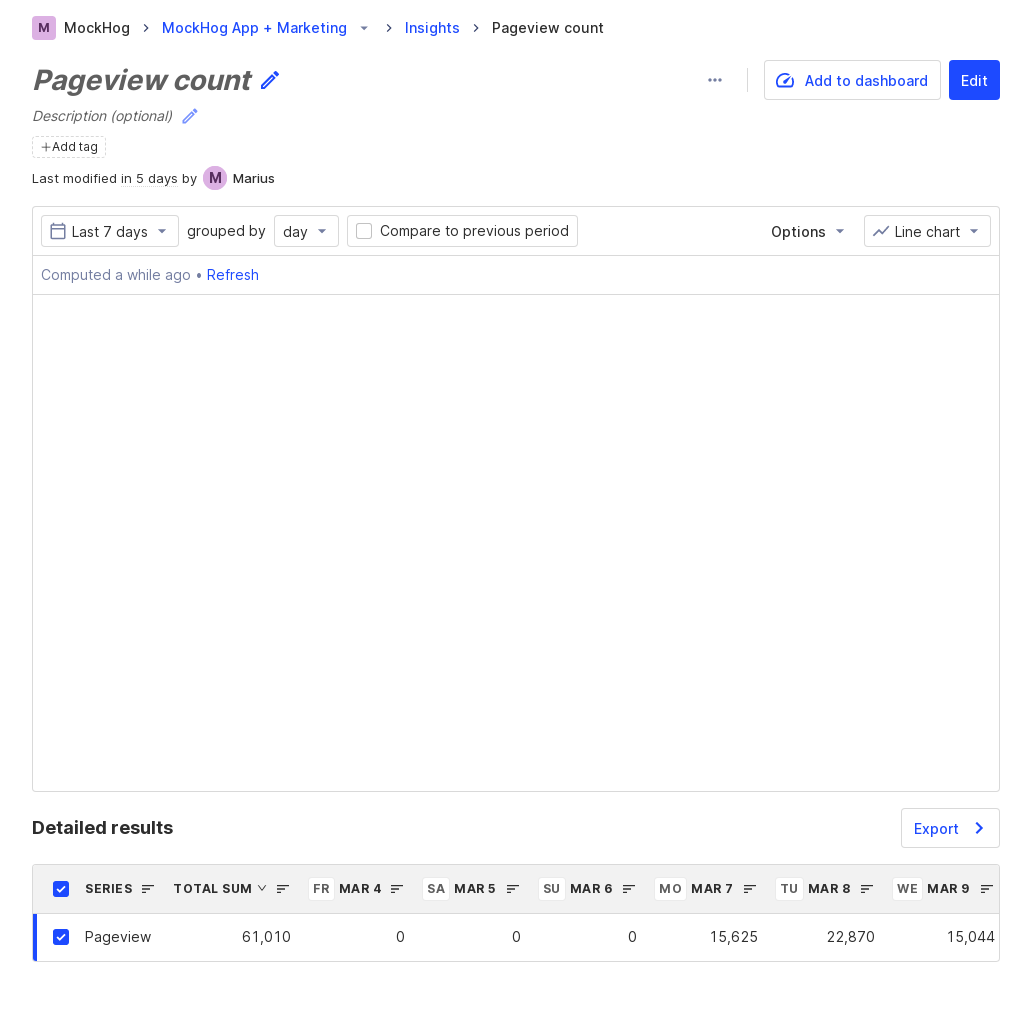 M MockHog > MockHog App + Marketing > Insights > Pageview count
Pageview count
Add to dashboard Edit
Description (optional)
+Add tag
Last modified in 5 days by M Marius
Last 7 days grouped by day Compare to previous period Options Line chart
Computed a while ago • Refresh
Detailed results Export
SERIES TOTAL SUM FR MAR 4 SA MAR 5 SU MAR 6 MO MAR 7 TU MAR 8 WE MAR 9
Pageview 61,010 0 0 0 15,625 22,870 15,044